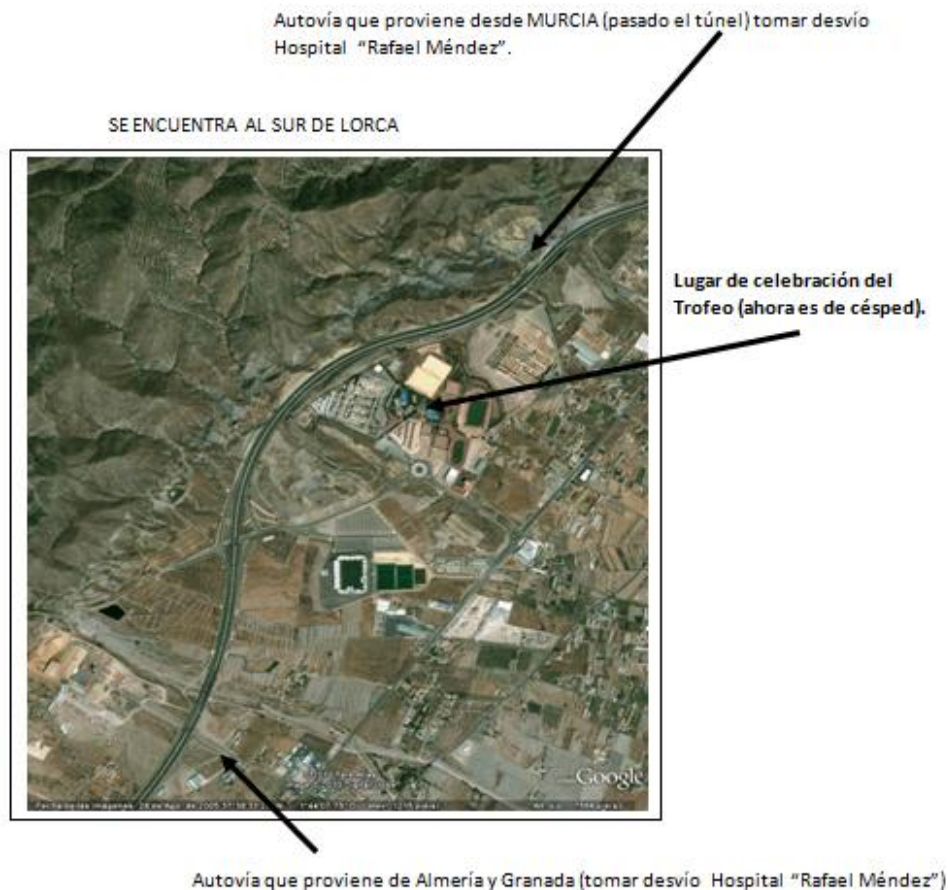 Autovía que proviene desde MURCIA (pasado el túnel) tomar desvío
Hospital “Rafael Méndez”.
SE ENCUENTRA AL SUR DE LORCA
Lugar de celebración del
Trofeo (ahora es de césped).
Google
Autovía que proviene de Almería y Granada (tomar desvío Hospital “Rafael Méndez”)